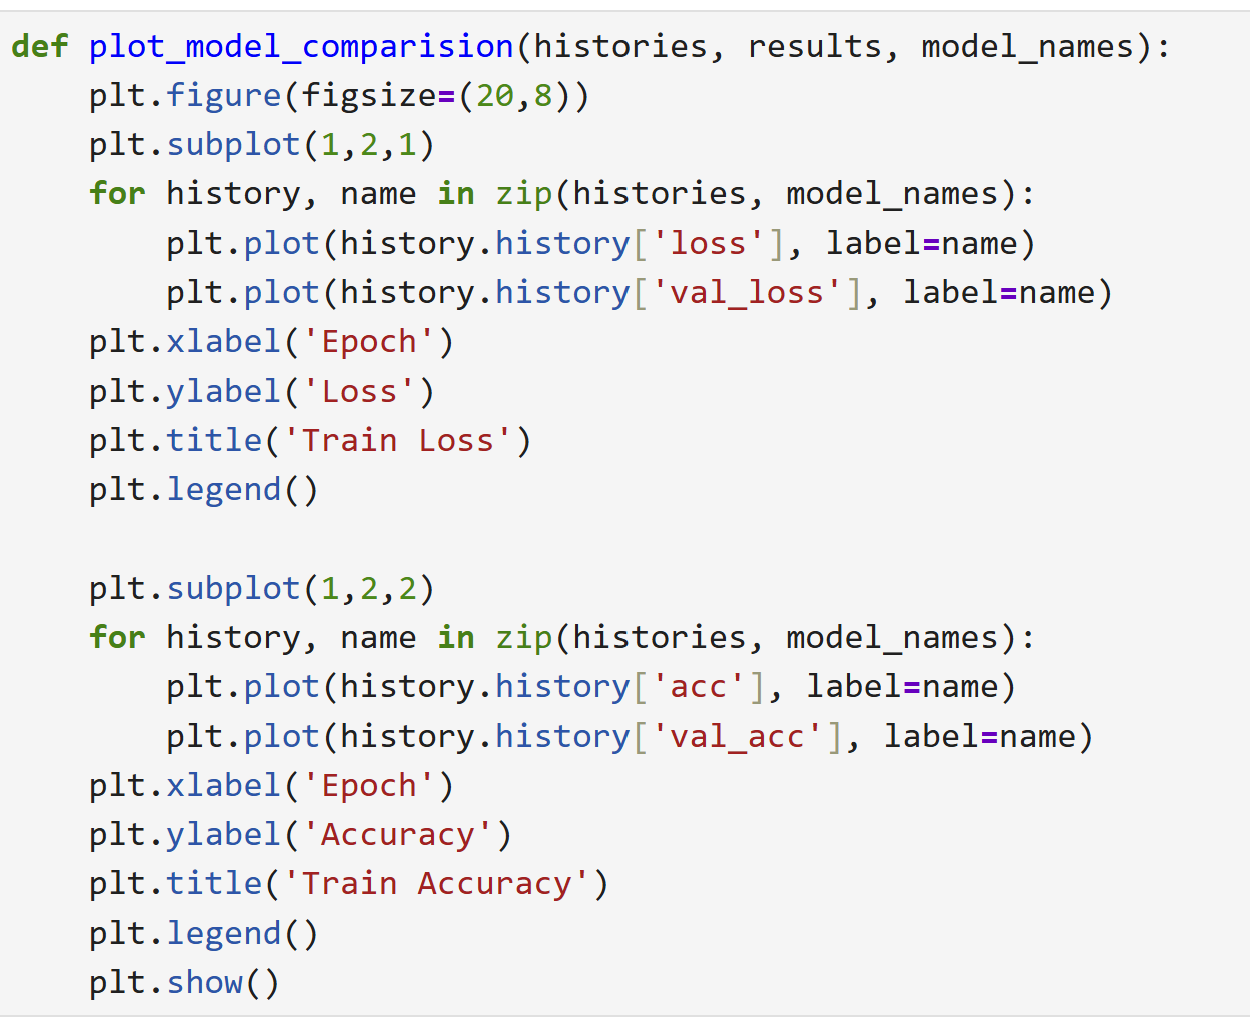 def plot_model_comparision(histories, results, model_names):
    plt.figure(figsize=(20,8))
    plt.subplot(1,2,1)
    for history, name in zip(histories, model_names):
        plt.plot(history.history['loss'], label=name)
        plt.plot(history.history['val_loss'], label=name)
    plt.xlabel('Epoch')
    plt.ylabel('Loss')
    plt.title('Train Loss')
    plt.legend()

    plt.subplot(1,2,2)
    for history, name in zip(histories, model_names):
        plt.plot(history.history['acc'], label=name)
        plt.plot(history.history['val_acc'], label=name)
    plt.xlabel('Epoch')
    plt.ylabel('Accuracy')
    plt.title('Train Accuracy')
    plt.legend()
    plt.show()